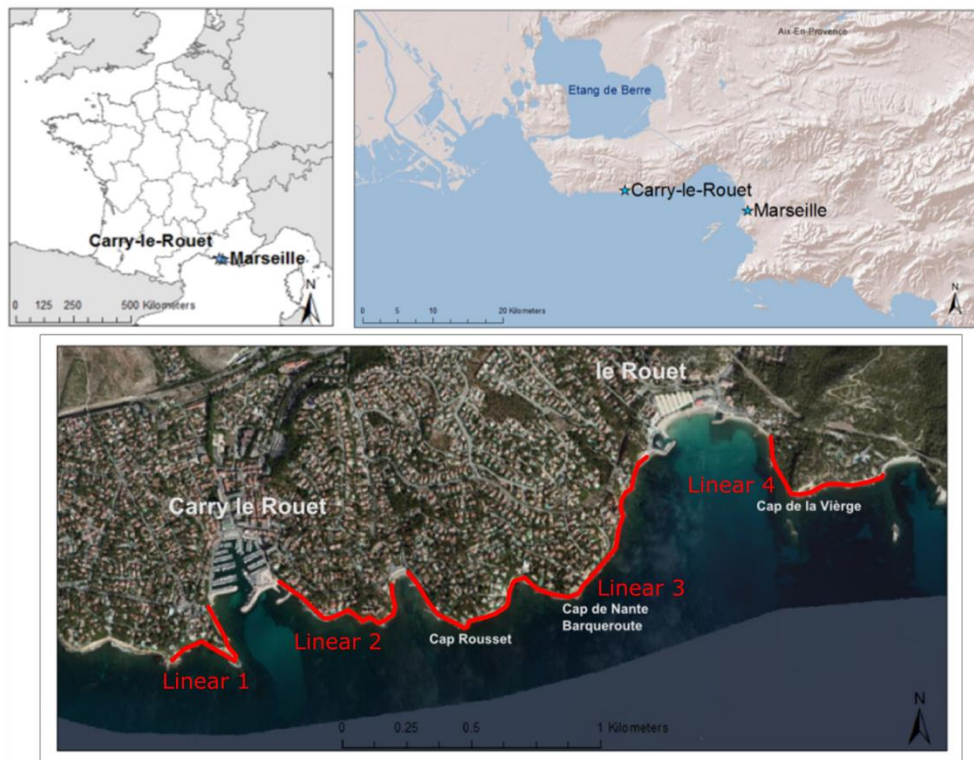 Carry-le-Rouet
Marseille
0 125 250 500 Kilometers
N
Aix-En-Provence
Etang de Berre
Carry-le-Rouet
Marseille
0 5 10 20 Kilometers
N
le Rouet
Carry le Rouet
Linear 4
Cap de la Vièrge
Linear 3
Cap de Nante
Barqueroute
Linear 2
Cap Rousset
Linear 1
N
0 0.25 0.5 1 Kilometers